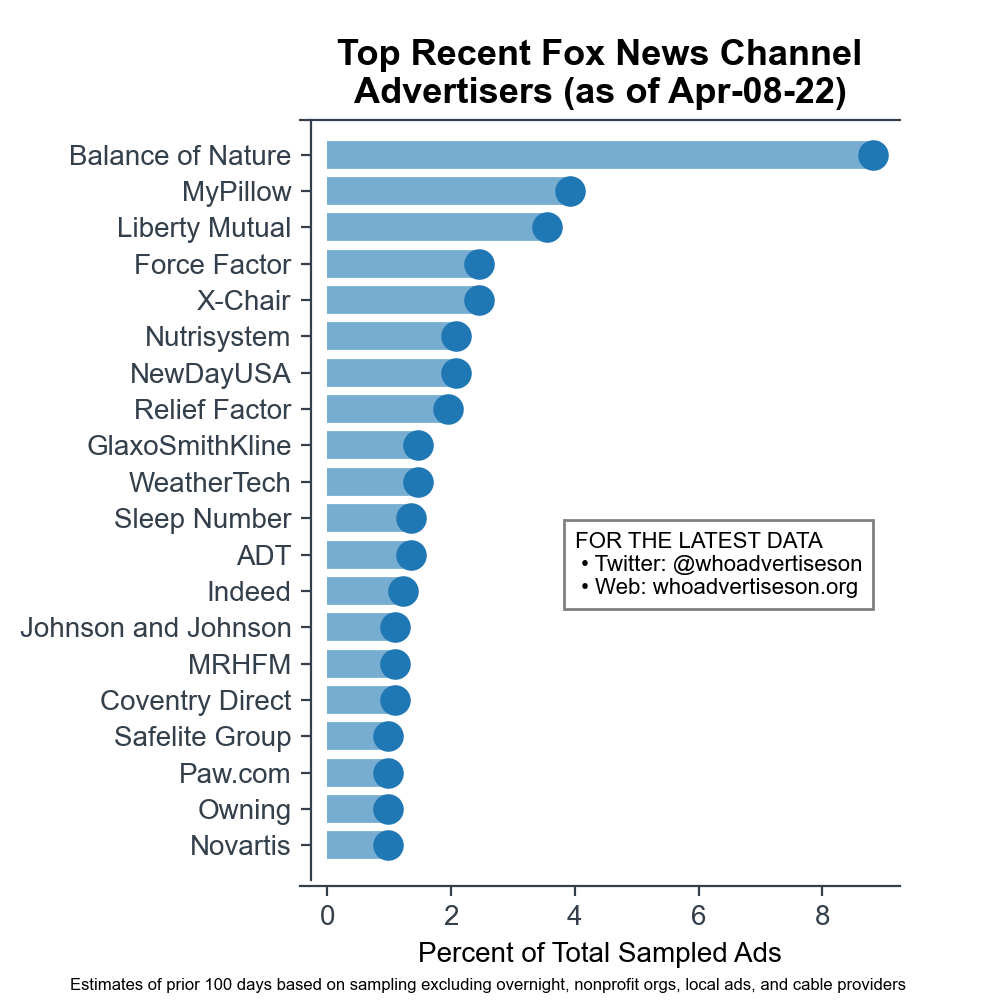 Top Recent Fox News Channel
Advertisers (as of Apr-08-22)
Balance of Nature
MyPillow
Liberty Mutual
Force Factor
X-Chair
Nutrisystem
NewDayUSA
Relief Factor
GlaxoSmithKline
WeatherTech
Sleep Number
ADT
Indeed
Johnson and Johnson
MRHFM
Coventry Direct
Safelite Group
Paw.com
Owning
Novartis
FOR THE LATEST DATA
• Twitter: @whoadvertiseson
• Web: whoadvertiseson.org
0 2 4 6 8
Percent of Total Sampled Ads
Estimates of prior 100 days based on sampling excluding overnight, nonprofit orgs, local ads, and cable providers